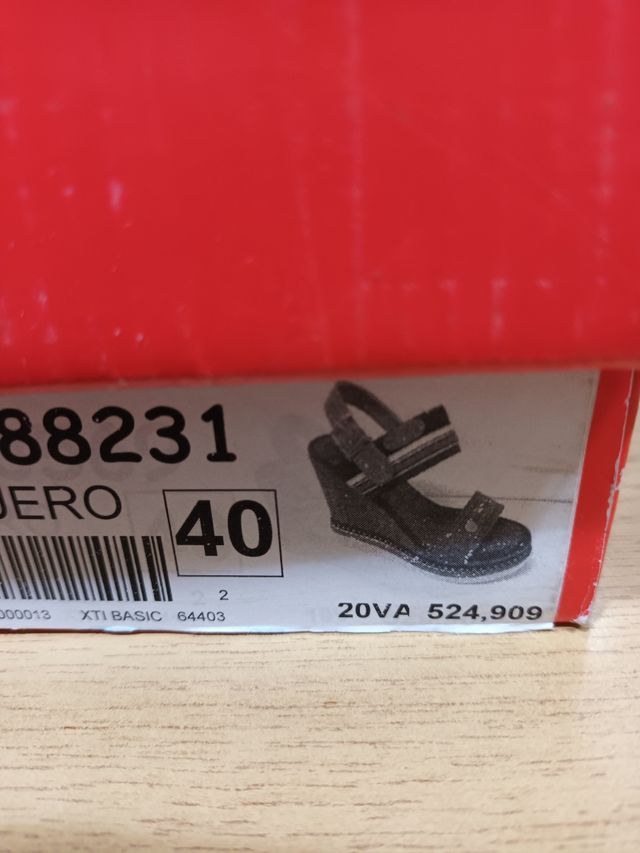 88231
JERO
40
2
000013 XTI BASIC 64403
20VA 524,909